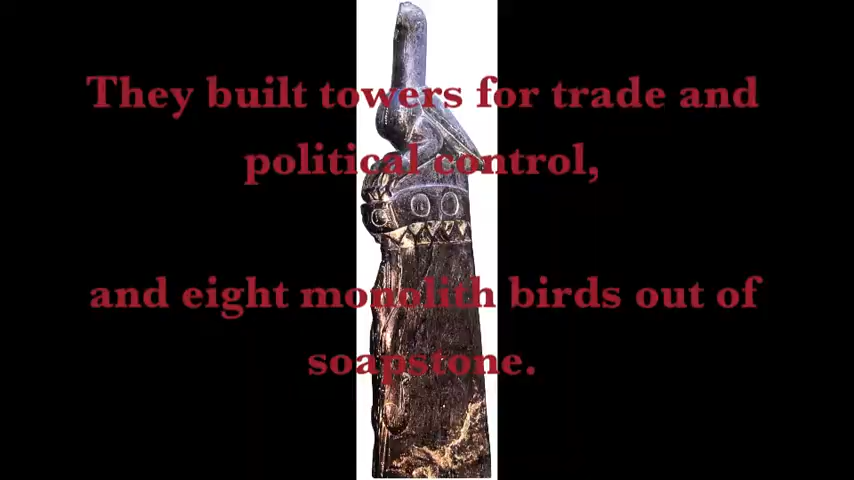 They built towers for trade and
political control,
and eight monolith birds out of
soapstone.